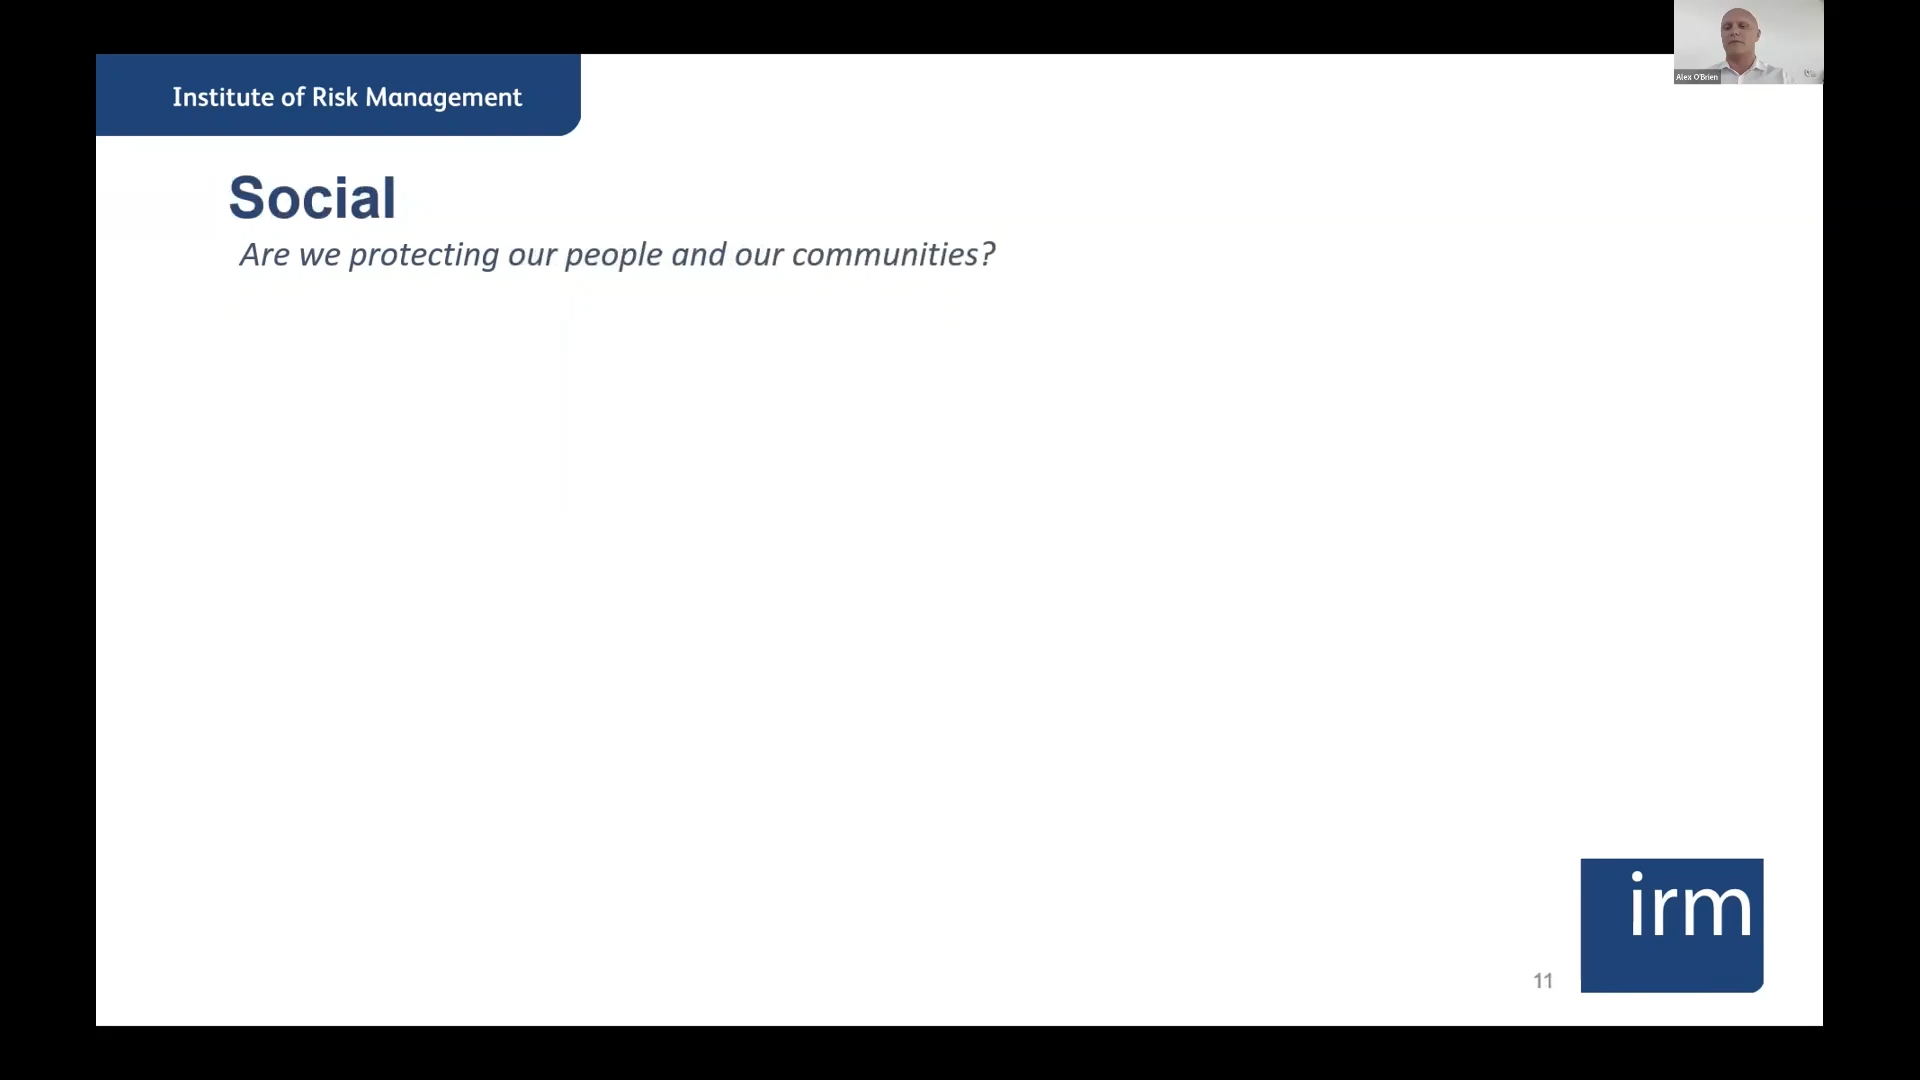 Institute of Risk Management
Alex O'Brien
Social
Are we protecting our people and our communities?
irm
11